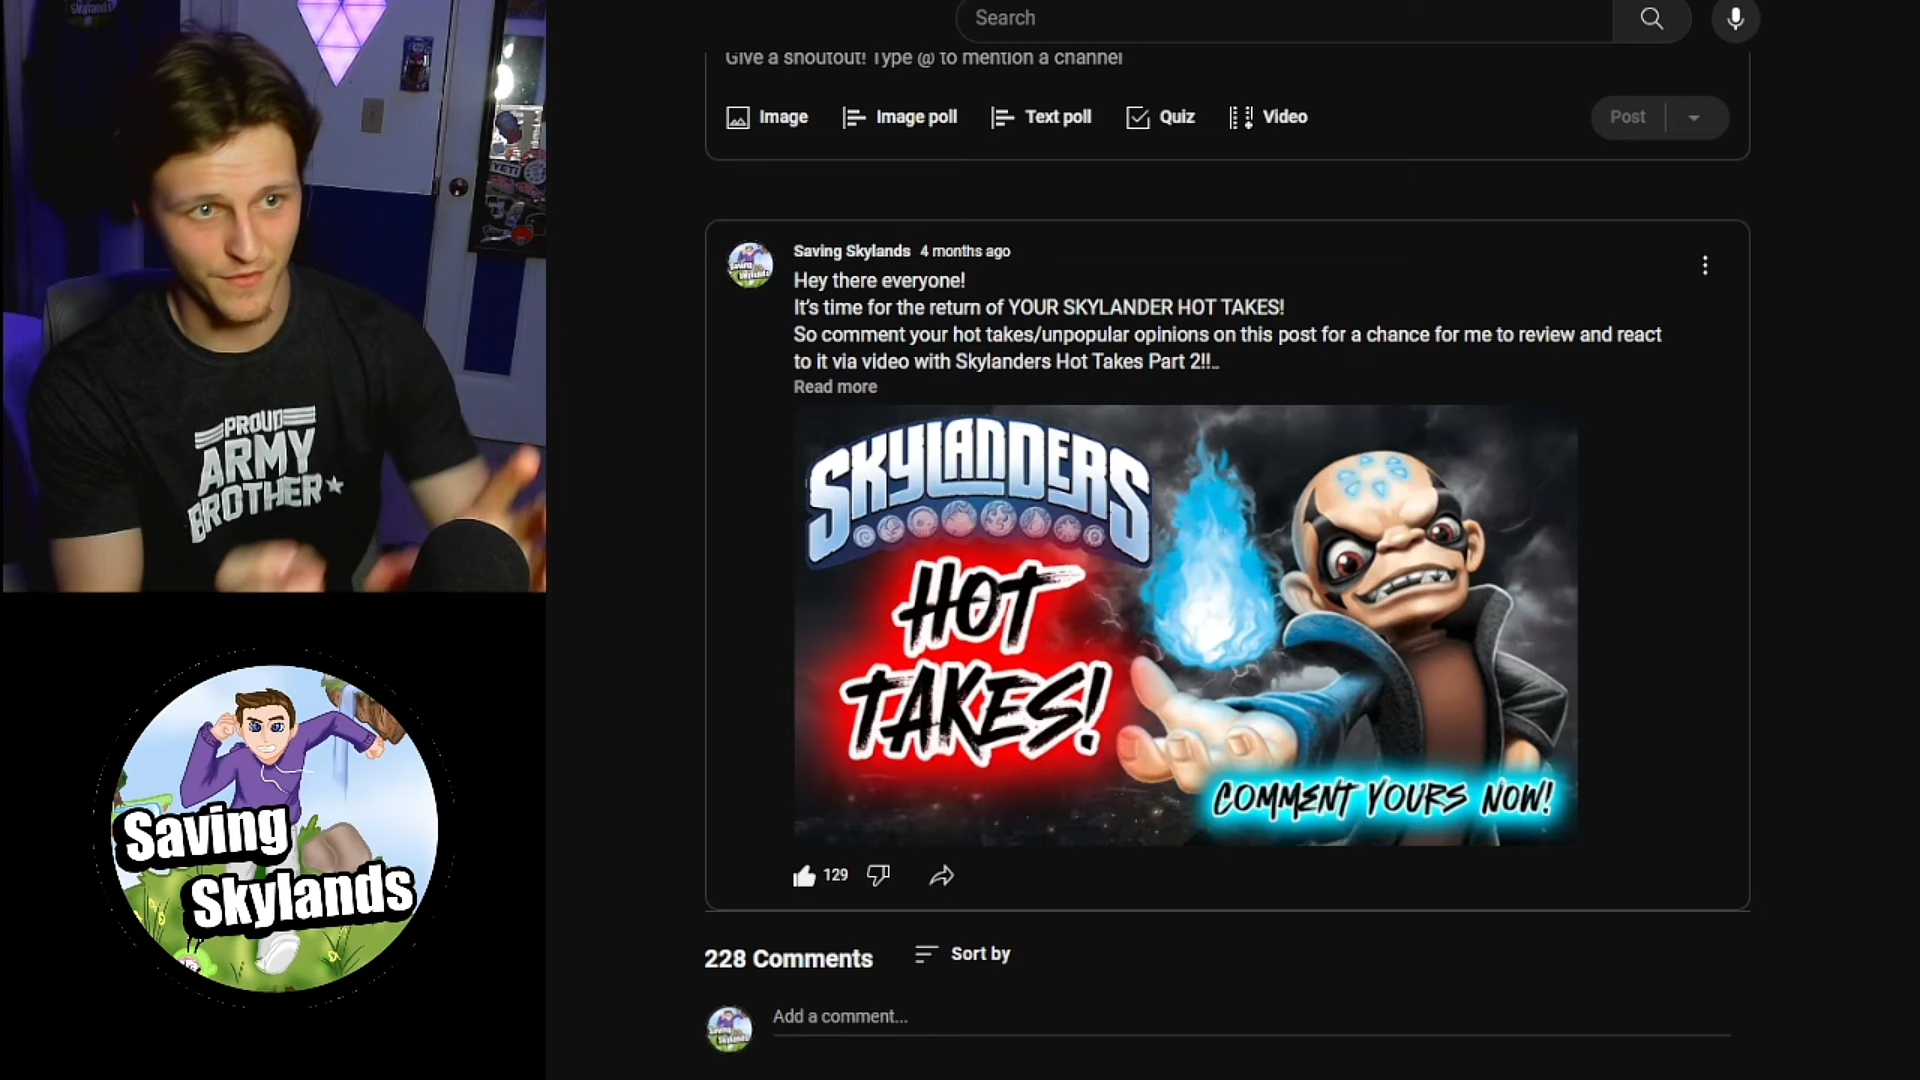 Search
Give a shoutout! Type @ to mention a channel
Image
Image poll
Text poll
Quiz
Video
Post
YETI
PROUD
ARMY
BROTHER
Saving Skylands 4 months ago
Hey there everyone!
It's time for the return of YOUR SKYLANDER HOT TAKES!
So comment your hot takes/unpopular opinions on this post for a chance for me to review and react
to it via video with Skylanders Hot Takes Part 2!!...
Read more
SKYLANDERS
HOT
TAKES!
COMMENT YOURS NOW!
129
Saving
Skylands
228 Comments
Sort by
Add a comment...